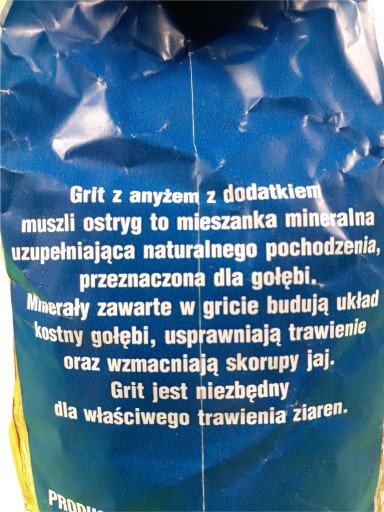 Grit z anyżem z dodatkiem
muszli ostryg to mieszanka mineralna
uzupełniająca naturalnego pochodzenia,
przeznaczona dla gołębi.
Minerały zawarte w gricie budują układ
kostny gołębi, usprawniają trawienie
oraz wzmacniają skorupy jaj.
Grit jest niezbędny
dla właściwego trawienia ziaren.